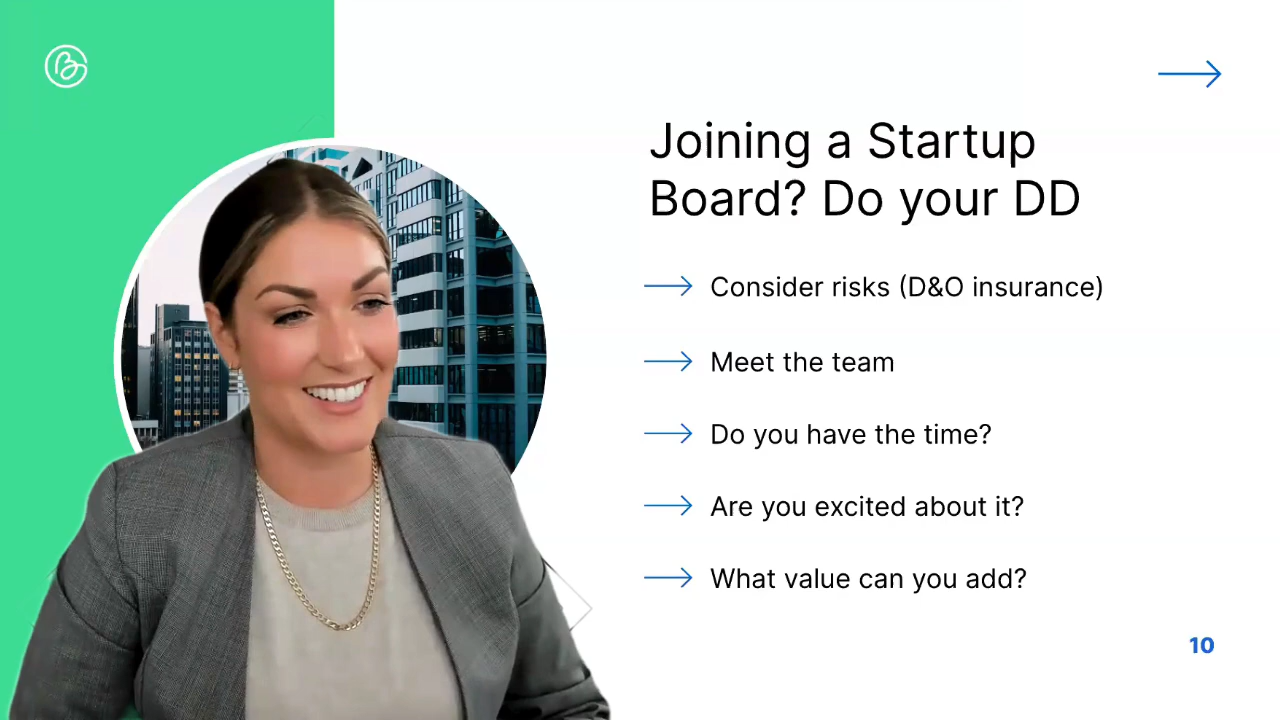 Joining a Startup
Board? Do your DD
Consider risks (D&O insurance)
Meet the team
Do you have the time?
Are you excited about it?
What value can you add?
10